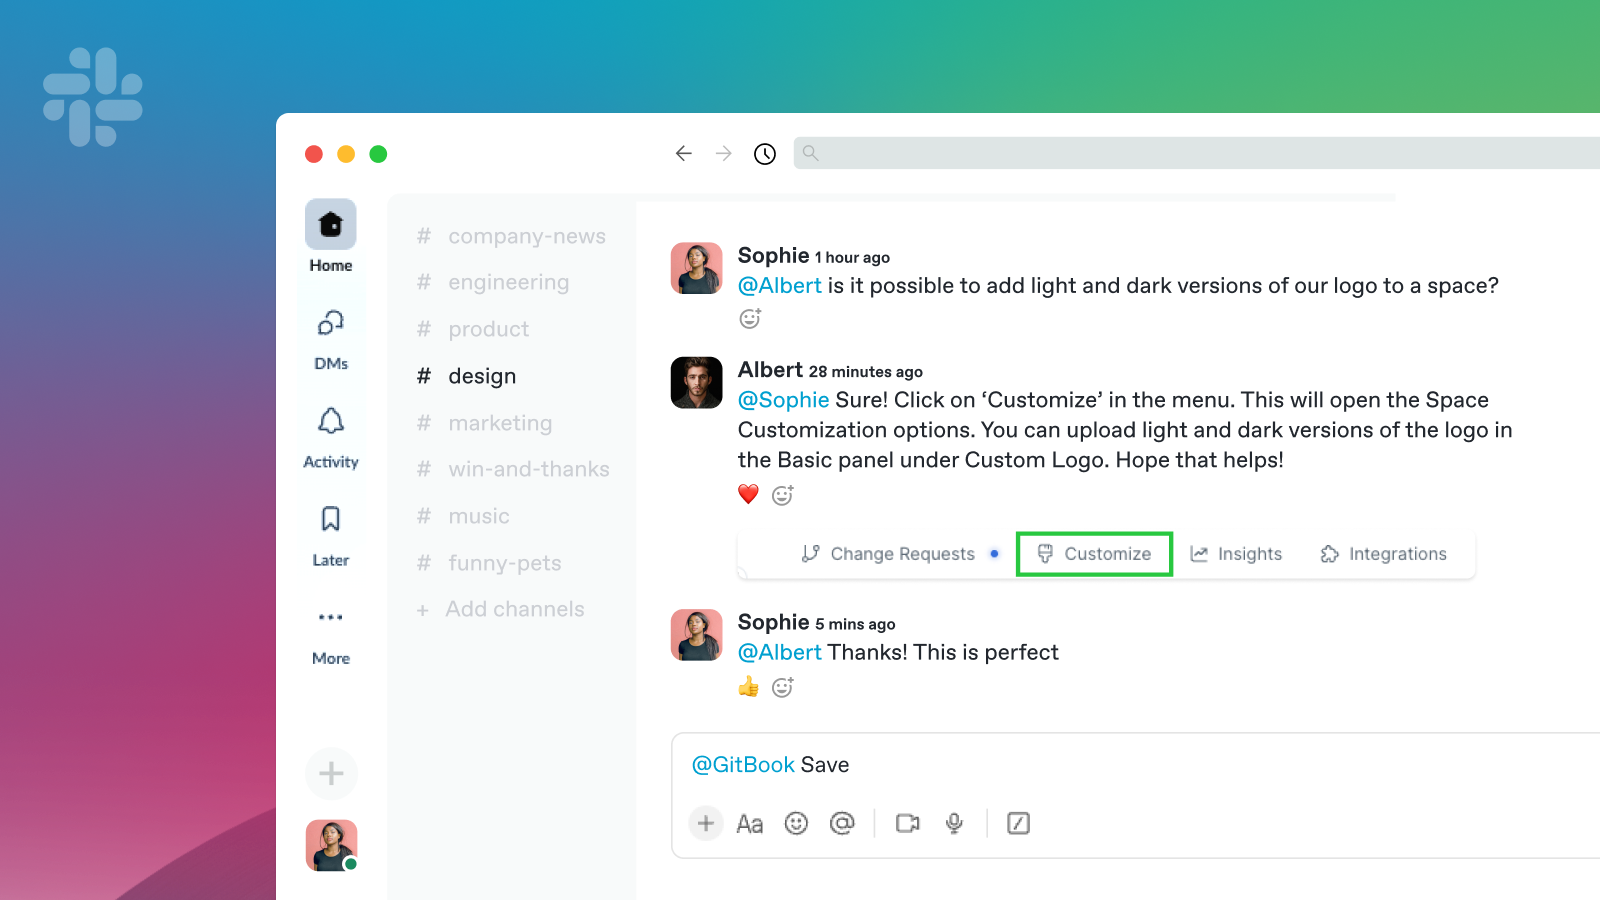 Home
DMs
Activity
Later
More
# company-news
# engineering
# product
# design
# marketing
# win-and-thanks
# music
# funny-pets
+ Add channels
Sophie 1 hour ago
@Albert is it possible to add light and dark versions of our logo to a space?
Albert 28 minutes ago
@Sophie Sure! Click on ‘Customize’ in the menu. This will open the Space
Customization options. You can upload light and dark versions of the logo in
the Basic panel under Custom Logo. Hope that helps!
Change Requests Customize Insights Integrations
Sophie 5 mins ago
@Albert Thanks! This is perfect
@GitBook Save
Aa